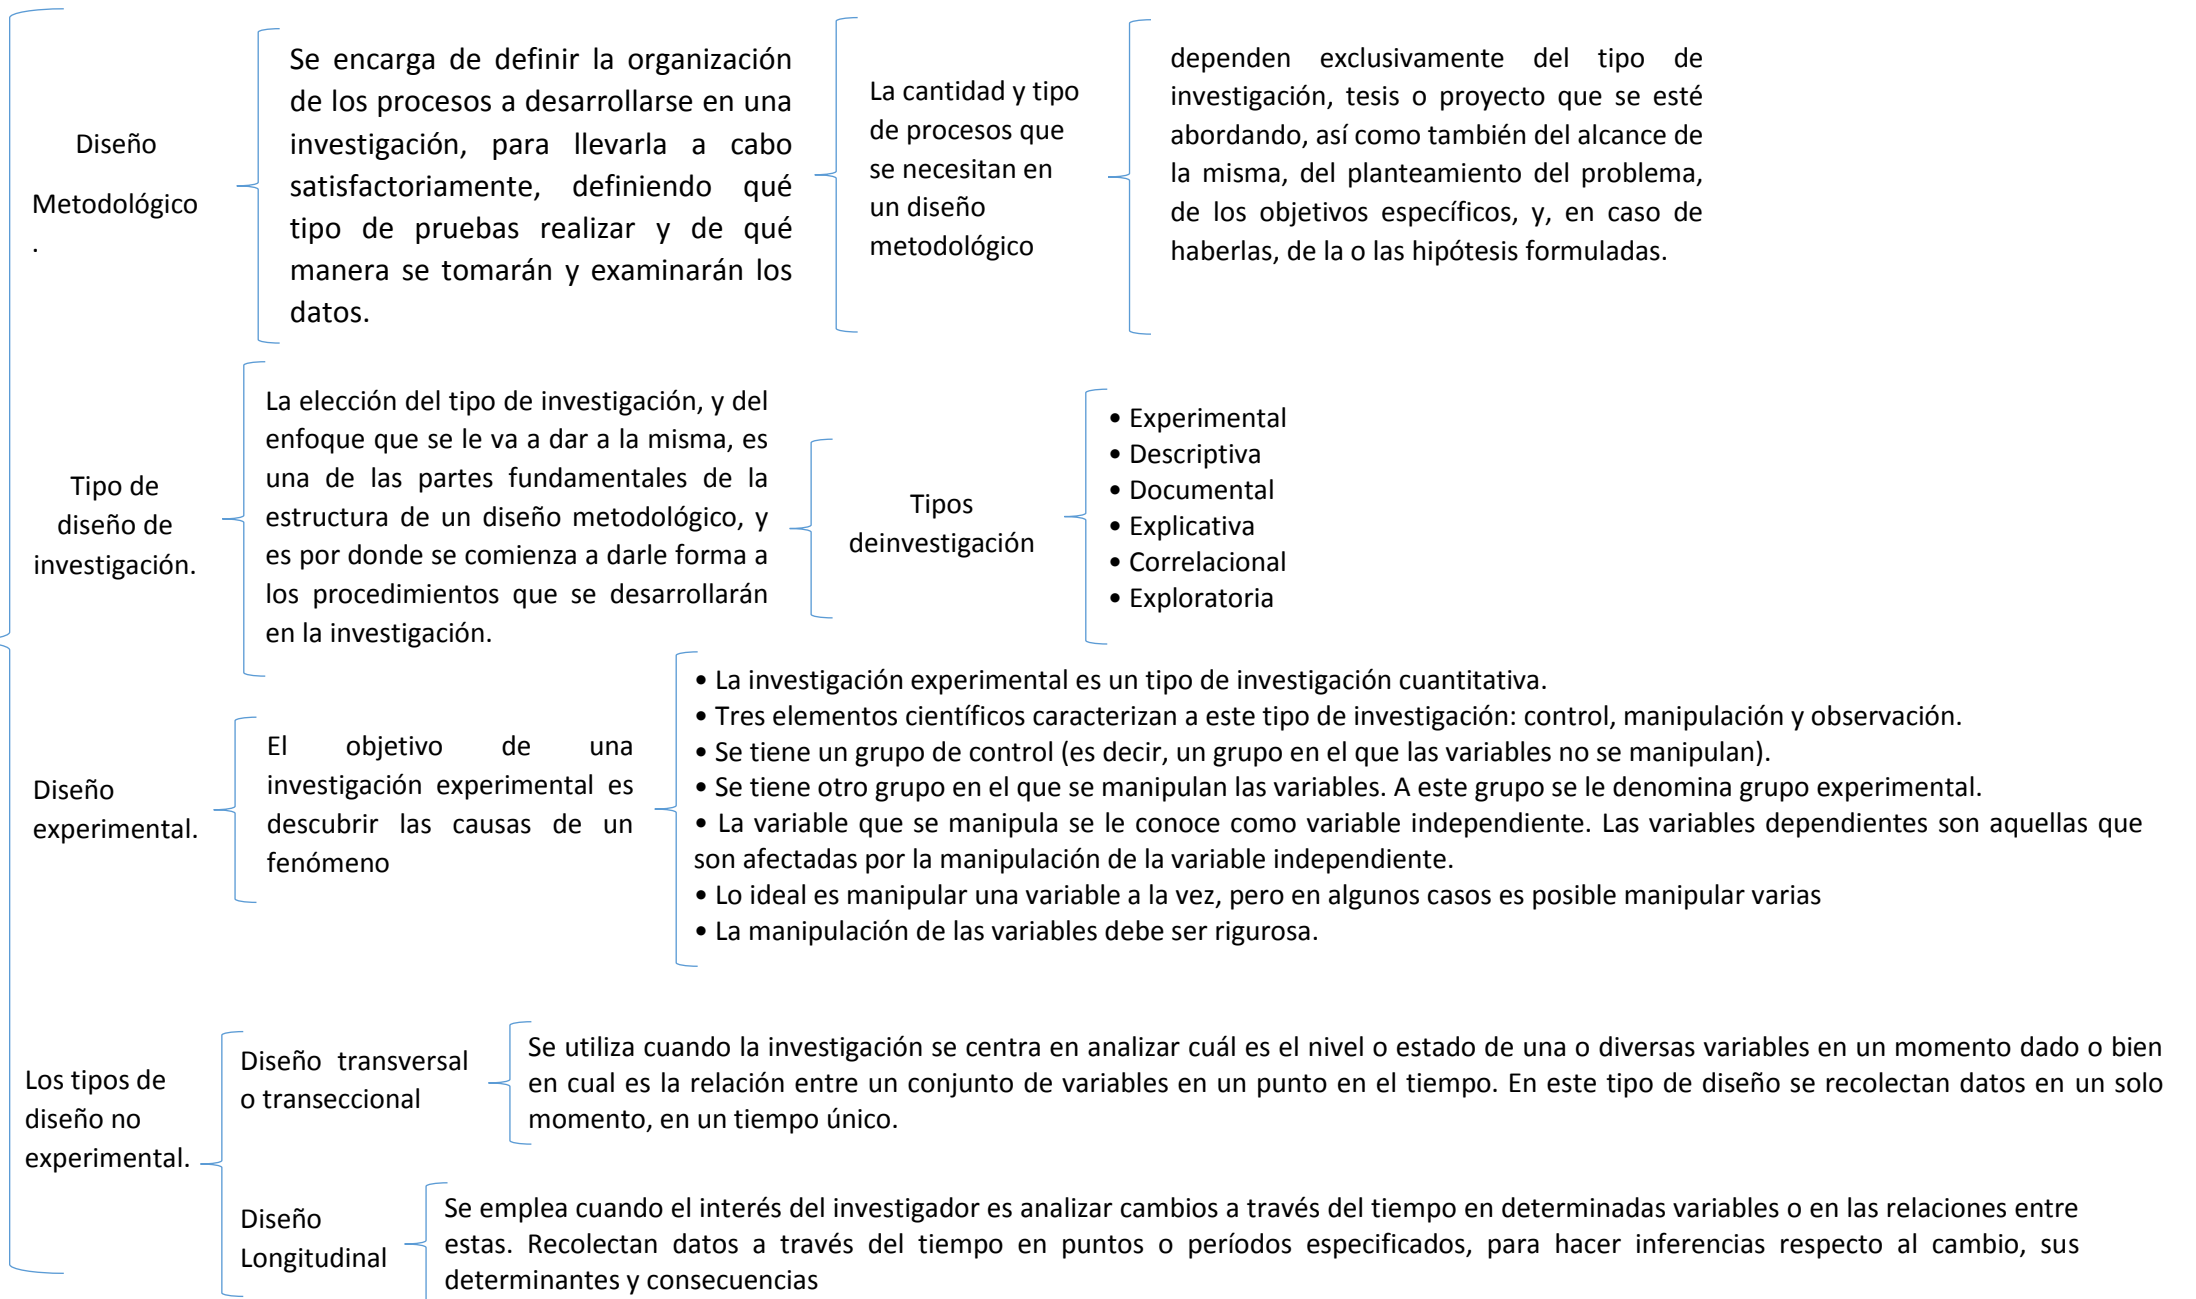 Diseño
Metodológico
.
Se encarga de definir la organización
de los procesos a desarrollarse en una
investigación, para llevarla a cabo
satisfactoriamente, definiendo qué
tipo de pruebas realizar y de qué
manera se tomarán y examinarán los
datos.
La cantidad y tipo
de procesos que
se necesitan en
un diseño
metodológico
dependen exclusivamente del tipo de
investigación, tesis o proyecto que se esté
abordando, así como también del alcance de
la misma, del planteamiento del problema,
de los objetivos específicos, y, en caso de
haberlas, de la o las hipótesis formuladas.
Tipo de
diseño de
investigación.
La elección del tipo de investigación, y del
enfoque que se le va a dar a la misma, es
una de las partes fundamentales de la
estructura de un diseño metodológico, y
es por donde se comienza a darle forma a
los procedimientos que se desarrollarán
en la investigación.
Tipos
deinvestigación
• Experimental
• Descriptiva
• Documental
• Explicativa
• Correlacional
• Exploratoria
Diseño
experimental.
El objetivo de una
investigación experimental es
descubrir las causas de un
fenómeno
• La investigación experimental es un tipo de investigación cuantitativa.
• Tres elementos científicos caracterizan a este tipo de investigación: control, manipulación y observación.
• Se tiene un grupo de control (es decir, un grupo en el que las variables no se manipulan).
• Se tiene otro grupo en el que se manipulan las variables. A este grupo se le denomina grupo experimental.
• La variable que se manipula se le conoce como variable independiente. Las variables dependientes son aquellas que
son afectadas por la manipulación de la variable independiente.
• Lo ideal es manipular una variable a la vez, pero en algunos casos es posible manipular varias
• La manipulación de las variables debe ser rigurosa.
Los tipos de
diseño no
experimental.
Diseño transversal
o transeccional
Se utiliza cuando la investigación se centra en analizar cuál es el nivel o estado de una o diversas variables en un momento dado o bien
en cual es la relación entre un conjunto de variables en un punto en el tiempo. En este tipo de diseño se recolectan datos en un solo
momento, en un tiempo único.
Diseño
Longitudinal
Se emplea cuando el interés del investigador es analizar cambios a través del tiempo en determinadas variables o en las relaciones entre
estas. Recolectan datos a través del tiempo en puntos o períodos especificados, para hacer inferencias respecto al cambio, sus
determinantes y consecuencias